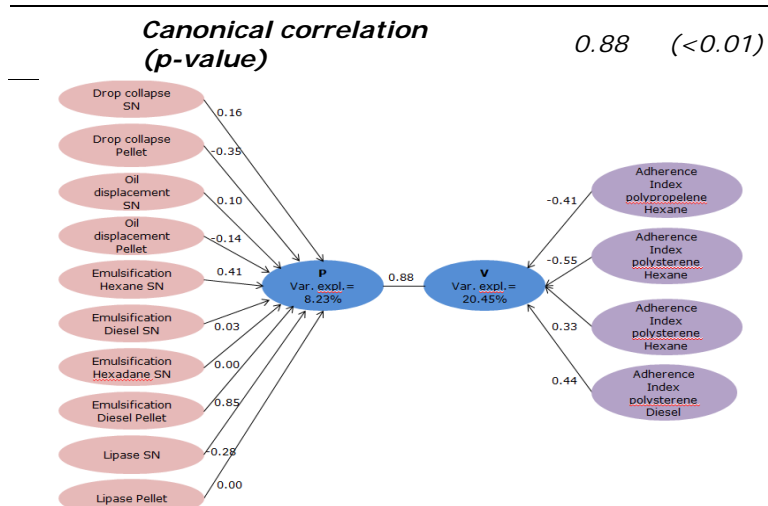 Canonical correlation
(p-value)
0.88 (<0.01)
Drop collapse
SN
0.16
Drop collapse
Pellet
-0.35
Oil
displacement
SN
0.10
Oil
displacement
Pellet
-0.14
Emulsification
Hexane SN
0.41
Emulsification
Diesel SN
0.03
Emulsification
Hexadane SN
0.00
Emulsification
Diesel Pellet
0.85
Lipase SN
-0.28
Lipase Pellet
0.00
P
Var. expl.=
8.23%
0.88
V
Var. expl.=
20.45%
Adherence
Index
polypropelene
Hexane
-0.41
Adherence
Index
polysterene
Hexane
-0.55
Adherence
Index
polysterene
Hexane
0.33
Adherence
Index
polysterene
Diesel
0.44